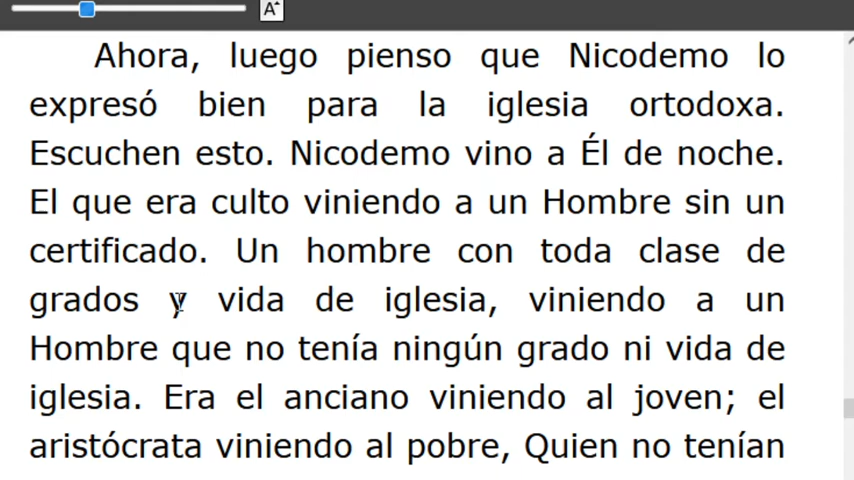 A
Ahora, luego pienso que Nicodemo lo
expresó bien para la iglesia ortodoxa.
Escuchen esto. Nicodemo vino a Él de noche.
El que era culto viniendo a un Hombre sin un
certificado. Un hombre con toda clase de
grados y vida de iglesia, viniendo a un
Hombre que no tenía ningún grado ni vida de
iglesia. Era el anciano viniendo al joven; el
aristócrata viniendo al pobre, Quien no tenían